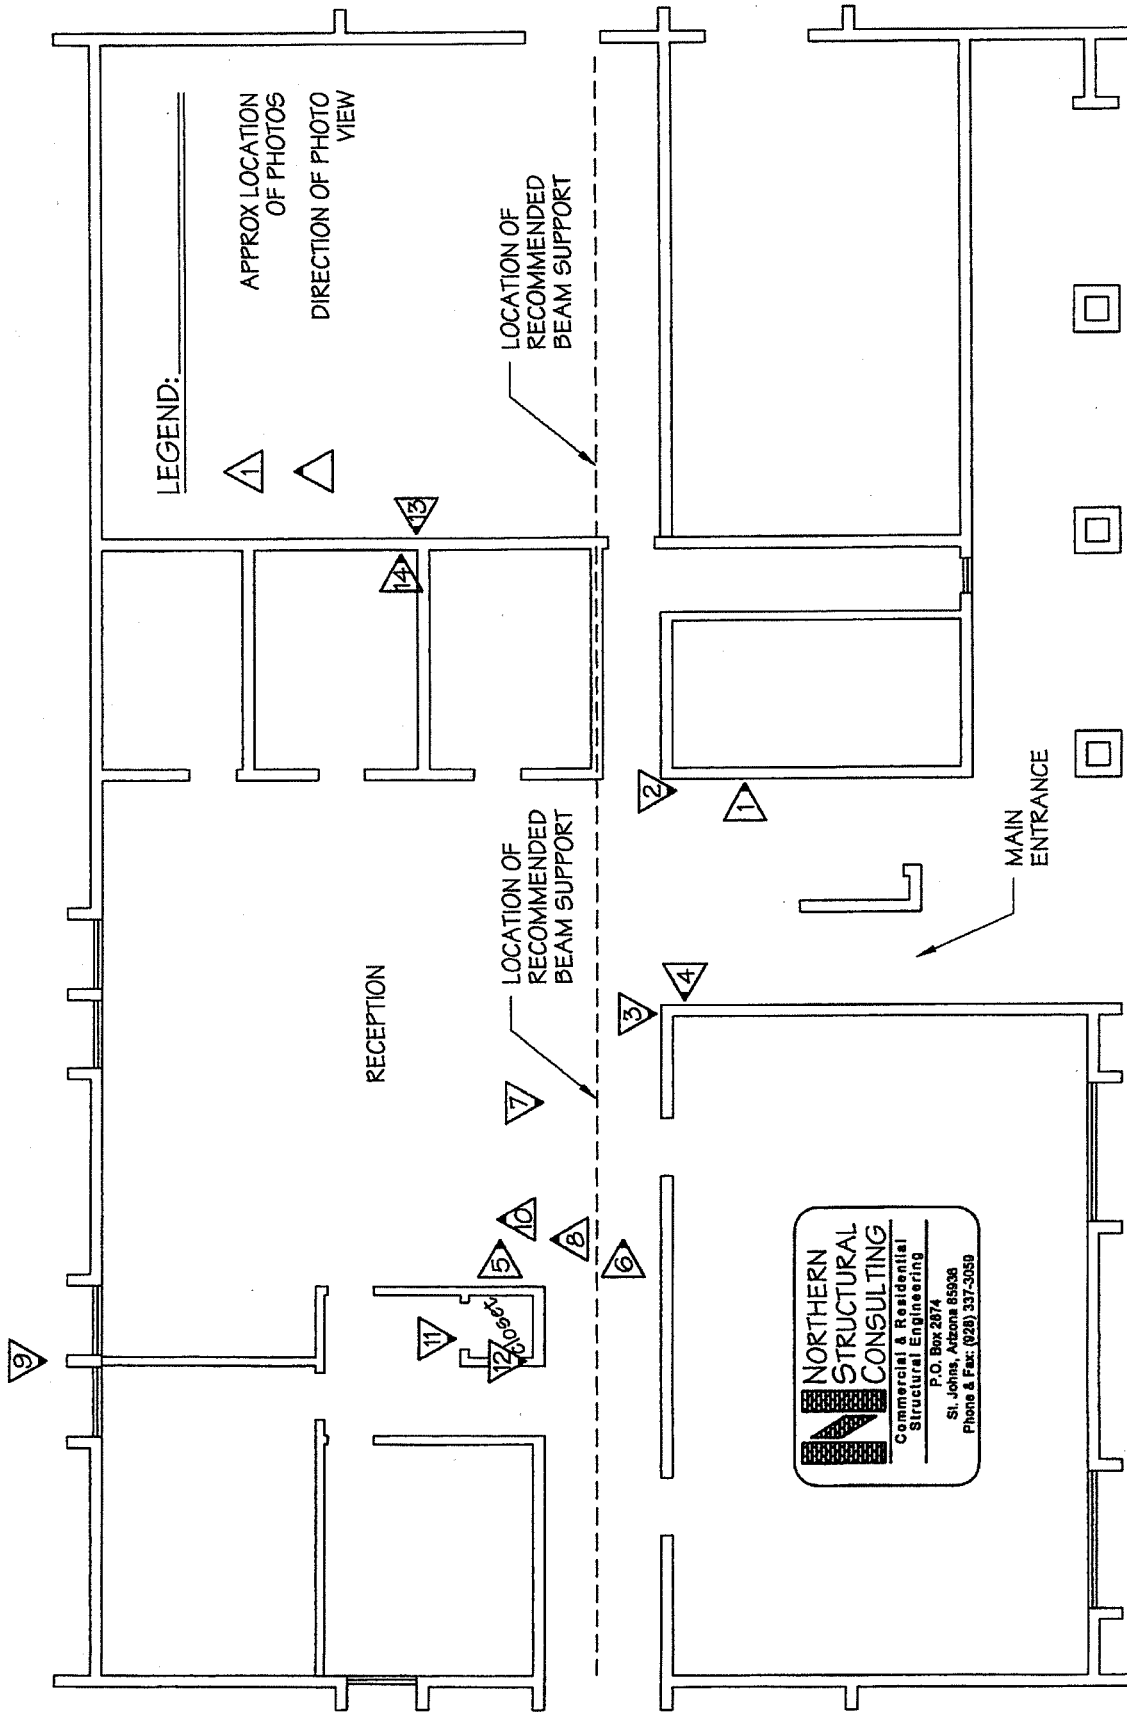 LEGEND:
1
APPROX LOCATION
OF PHOTOS
DIRECTION OF PHOTO
VIEW
LOCATION OF
RECOMMENDED
BEAM SUPPORT
13
14
RECEPTION
LOCATION OF
RECOMMENDED
BEAM SUPPORT
2
1
MAIN
ENTRANCE
3
4
7
9
11
closet
12
5
10
8
6
NORTHERN
STRUCTURAL
CONSULTING
Commercial & Residential
Structural Engineering
P.O. Box 2874
St. Johns, Arizona 85936
Phone & Fax: (928) 337-3059